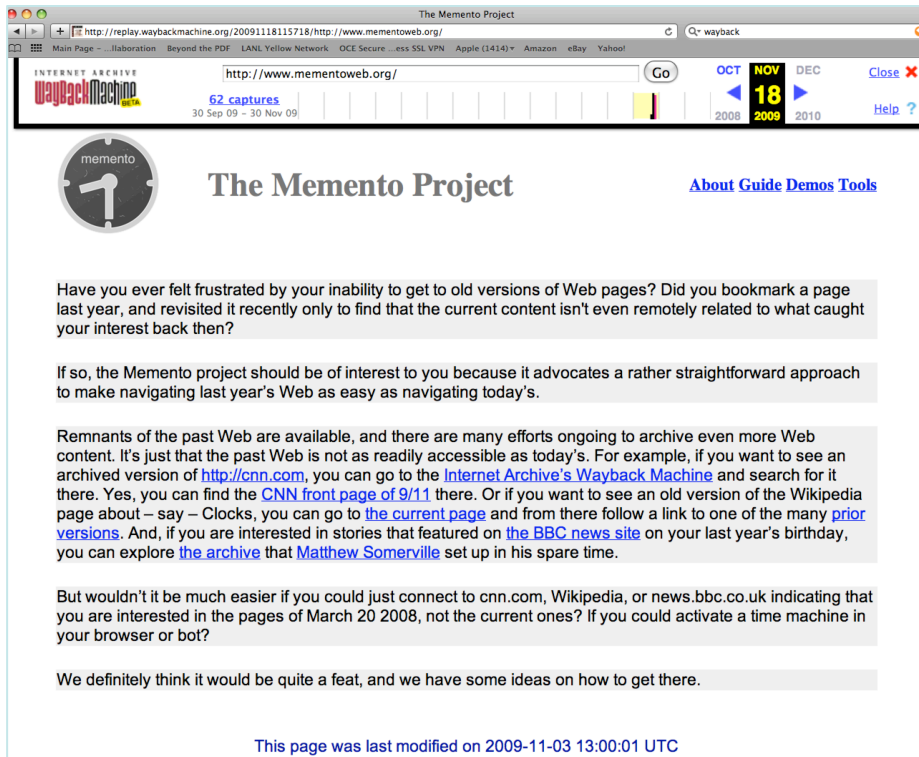 The Memento Project
http://replay.waybackmachine.org/20091118115718/http://www.mementoweb.org/
wayback
Main Page – ...llaboration Beyond the PDF LANL Yellow Network OCE Secure ...ess SSL VPN Apple (1414) Amazon eBay Yahoo!
INTERNET ARCHIVE
WayBackMachine
BETA
http://www.mementoweb.org/ Go
62 captures
30 Sep 09 – 30 Nov 09
OCT NOV DEC
18
2008 2009 2010
Close
Help ?
memento
The Memento Project
About Guide Demos Tools
Have you ever felt frustrated by your inability to get to old versions of Web pages? Did you bookmark a page
last year, and revisited it recently only to find that the current content isn't even remotely related to what caught
your interest back then?
If so, the Memento project should be of interest to you because it advocates a rather straightforward approach
to make navigating last year's Web as easy as navigating today's.
Remnants of the past Web are available, and there are many efforts ongoing to archive even more Web
content. It's just that the past Web is not as readily accessible as today's. For example, if you want to see an
archived version of http://cnn.com, you can go to the Internet Archive's Wayback Machine and search for it
there. Yes, you can find the CNN front page of 9/11 there. Or if you want to see an old version of the Wikipedia
page about – say – Clocks, you can go to the current page and from there follow a link to one of the many prior
versions. And, if you are interested in stories that featured on the BBC news site on your last year's birthday,
you can explore the archive that Matthew Somerville set up in his spare time.
But wouldn't it be much easier if you could just connect to cnn.com, Wikipedia, or news.bbc.co.uk indicating that
you are interested in the pages of March 20 2008, not the current ones? If you could activate a time machine in
your browser or bot?
We definitely think it would be quite a feat, and we have some ideas on how to get there.
This page was last modified on 2009-11-03 13:00:01 UTC